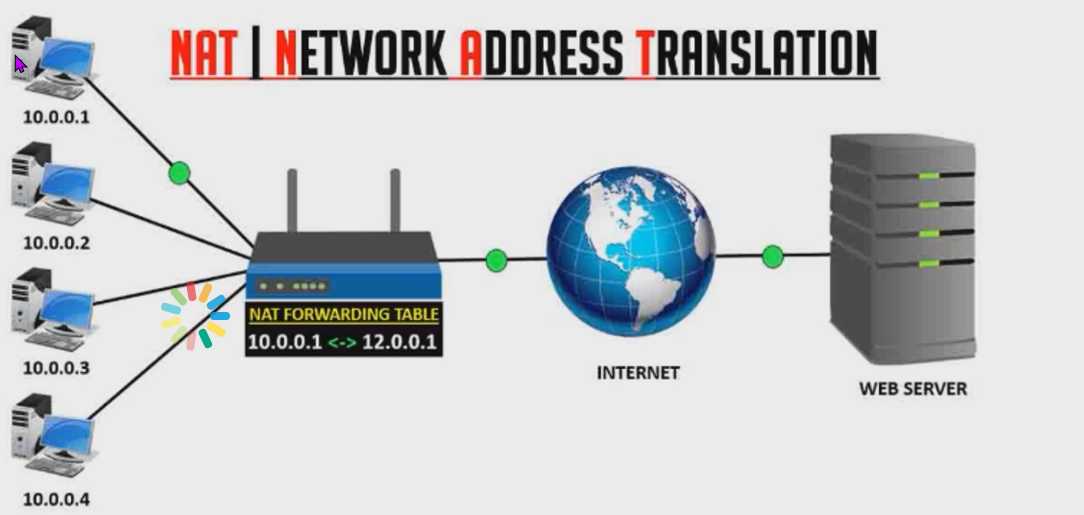 NAT | NETWORK ADDRESS TRANSLATION
10.0.0.1
10.0.0.2
10.0.0.3
10.0.0.4
NAT FORWARDING TABLE
10.0.0.1 <-> 12.0.0.1
INTERNET
WEB SERVER